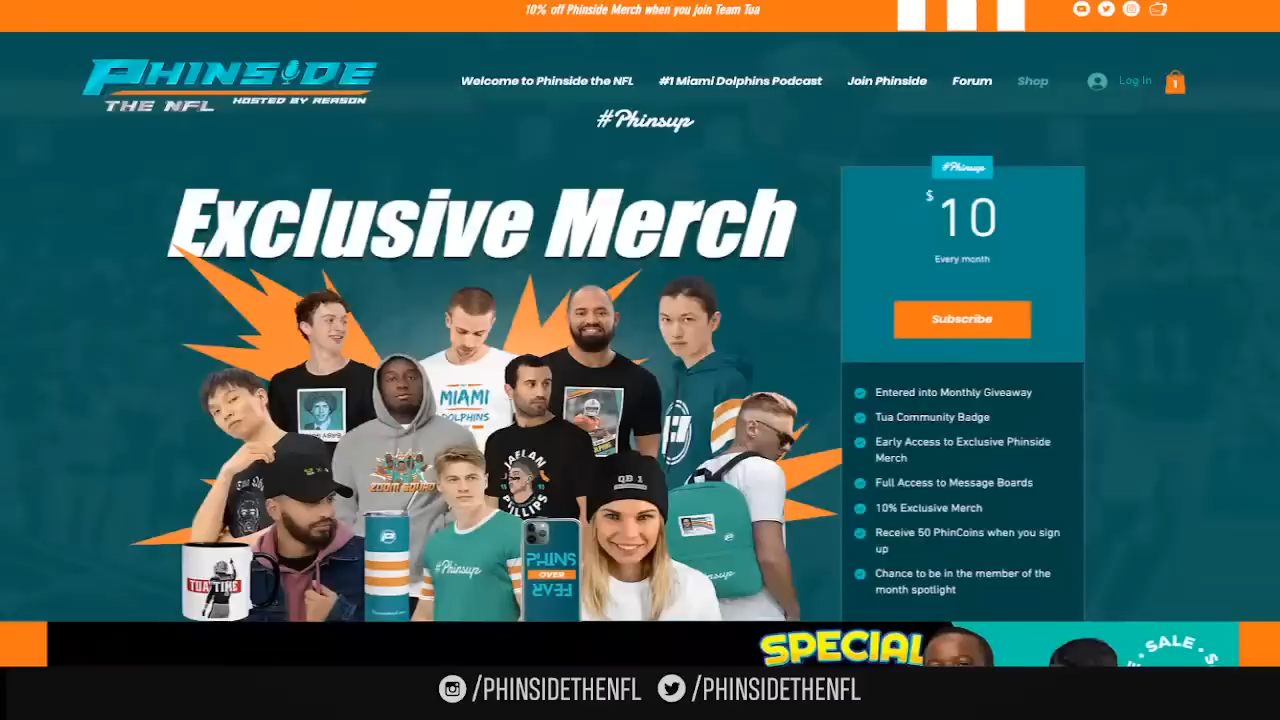 10% off Phinside Merch when you join Team Tua
PHINSIDE
THE NFL HOSTED BY REASON
Welcome to Phinside the NFL
#1 Miami Dolphins Podcast
Join Phinside
Forum
Shop
Log In
1
#Phinsup
Exclusive Merch
#Phinsup
$10
Every month
Subscribe
Entered into Monthly Giveaway
Tua Community Badge
Early Access to Exclusive Phinside
Merch
Full Access to Message Boards
10% Exclusive Merch
Receive 50 PhinCoins when you sign
up
Chance to be in the member of the
month spotlight
MIAMI
DOLPHINS
ZOOM SQUAD
JAELAN
PHILLIPS
QB 1
TUA TIME
#Phinsup
PHINS
OVER
FEAR
SPECIAL
SALE
/PHINSIDETHENFL
/PHINSIDETHENFL